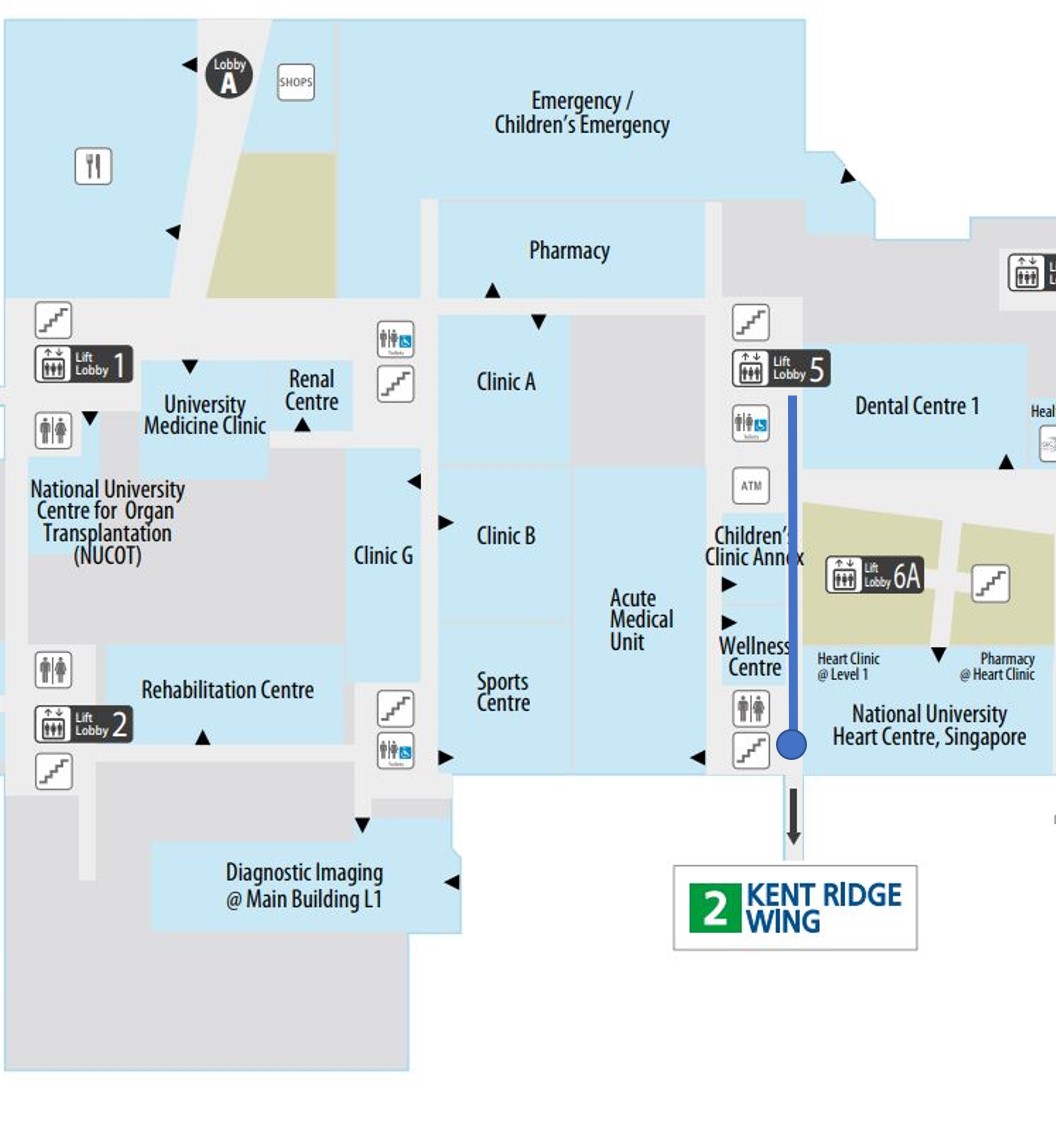 Lobby
A
SHOPS
Emergency /
Children's Emergency
Pharmacy
Lift
Lobby 1
University
Medicine Clinic
Renal
Centre
Toilets
Clinic A
Lift
Lobby 5
Toilets
Dental Centre 1
ATM
National University
Centre for Organ
Transplantation
(NUCOT)
Clinic G
Clinic B
Children's
Clinic Annex
Lift
Lobby 6A
Acute
Medical
Unit
Wellness
Centre
Heart Clinic
@ Level 1
Pharmacy
@ Heart Clinic
Rehabilitation Centre
Sports
Centre
National University
Heart Centre, Singapore
Lift
Lobby 2
Toilets
Diagnostic Imaging
@ Main Building L1
2 KENT RIDGE
WING